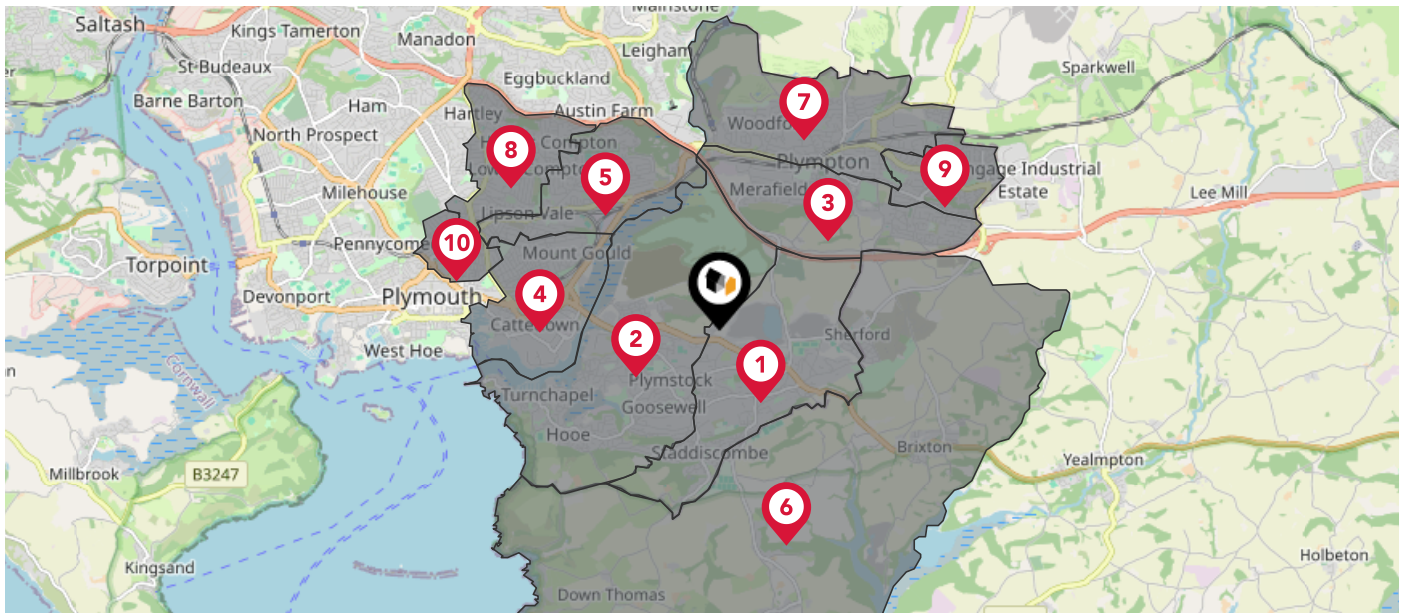 Saltash
Kings Tamerton
Manadon
Leigham
St-Budeaux
Eggbuckland
Sparkwell
Barne Barton
Ham
Austin Farm
Hartley
7
Woodfo
North Prospect
Compton
8
Plympton
9
Industrial
Estate
5
Merafield
Lee Mill
Milehouse
3
Lipson Vale
Pennycome
10
Mount Gould
Torpoint
Devonport
Plymouth
4
Cattedown
2
Sherford
West Hoe
1
Cornwall
Plymstock
Turnchapel
Goosewell
Hooe
Brixton
Staddiscombe
Yealmpton
Millbrook
B3247
6
Holbeton
Kingsand
Down Thomas